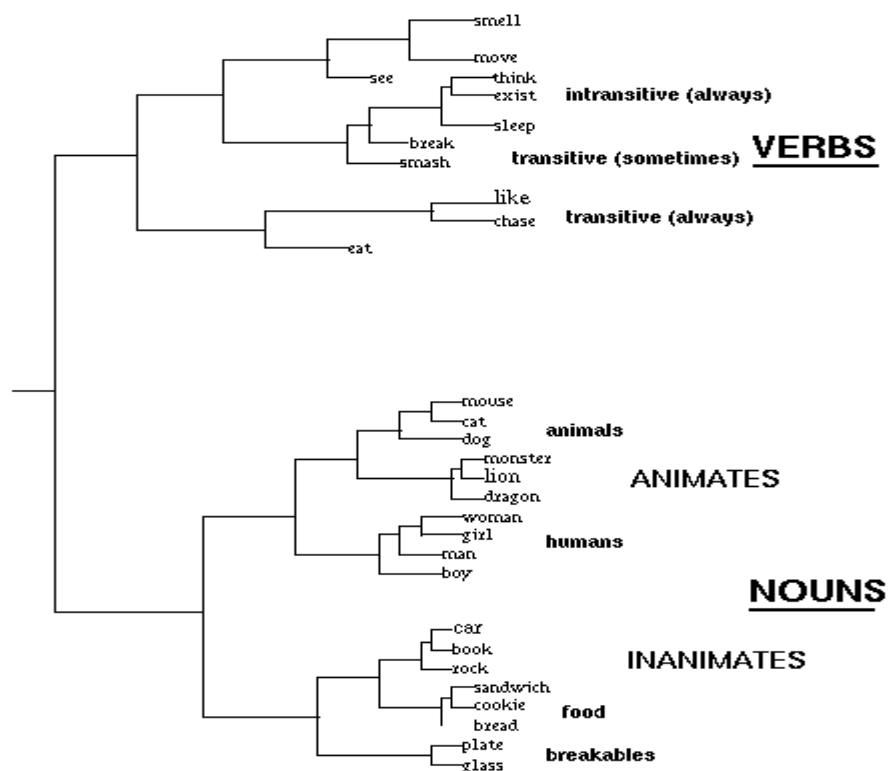 smell
move
see
think
exist
intransitive (always)
sleep
break
smash
transitive (sometimes)
VERBS
like
chase
transitive (always)
eat
mouse
cat
animals
dog
monster
lion
ANIMATES
dragon
woman
girl
humans
man
boy
NOUNS
car
book
INANIMATES
rock
sandwich
cookie
food
bread
plate
breakables
glass